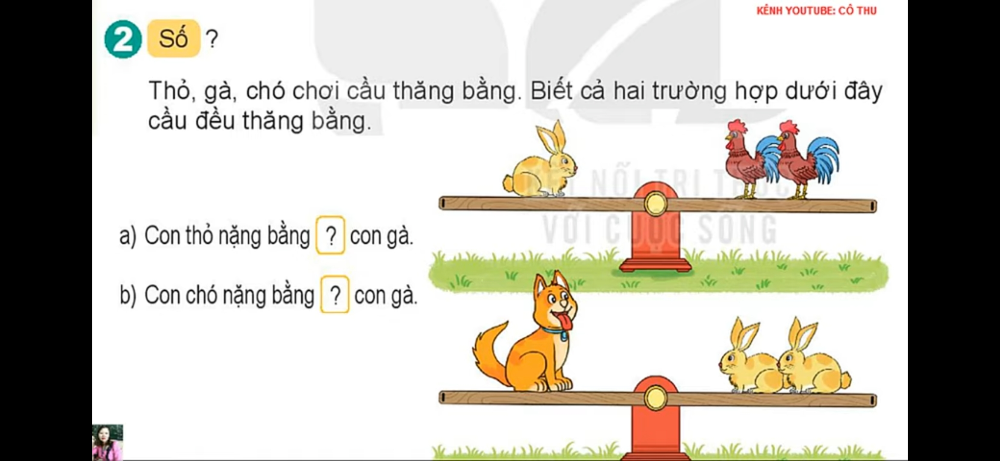 KÊNH YOUTUBE: CÔ THU
2 Số ?
Thỏ, gà, chó chơi cầu thăng bằng. Biết cả hai trường hợp dưới đây
cầu đều thăng bằng.
KẾT NỐI TRI THỨC
VỚI CUỘC SỐNG
a) Con thỏ nặng bằng ? con gà.
b) Con chó nặng bằng ? con gà.